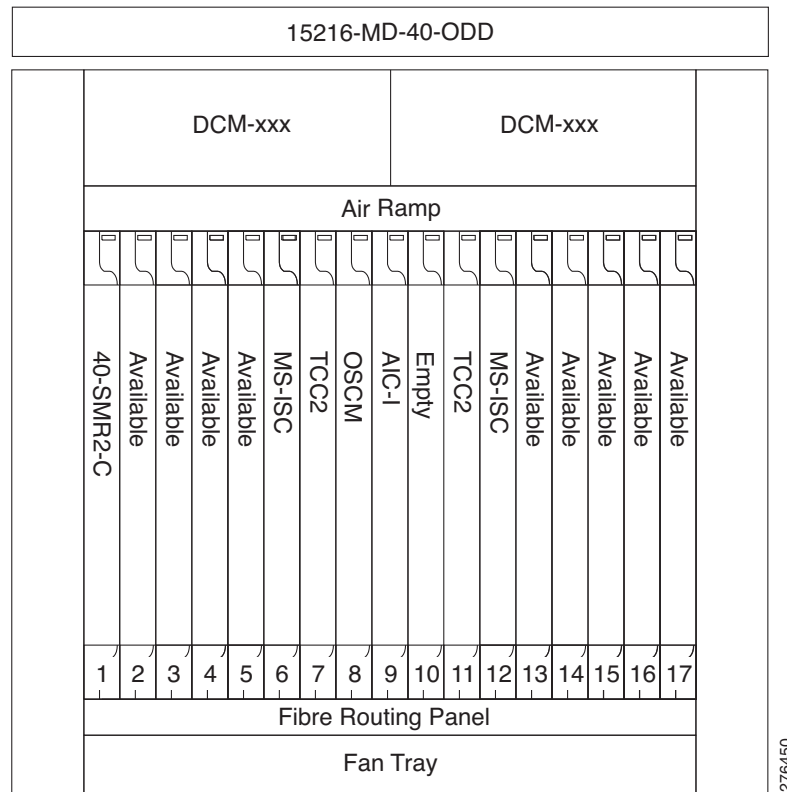 15216-MD-40-ODD
DCM-xxx
DCM-xxx
Air Ramp
40-SMR2-C
Available
Available
Available
Available
MS-ISC
TCC2
OSCM
AIC-I
Empty
TCC2
MS-ISC
Available
Available
Available
Available
Available
1 2 3 4 5 6 7 8 9 10 11 12 13 14 15 16 17
Fibre Routing Panel
Fan Tray
276450